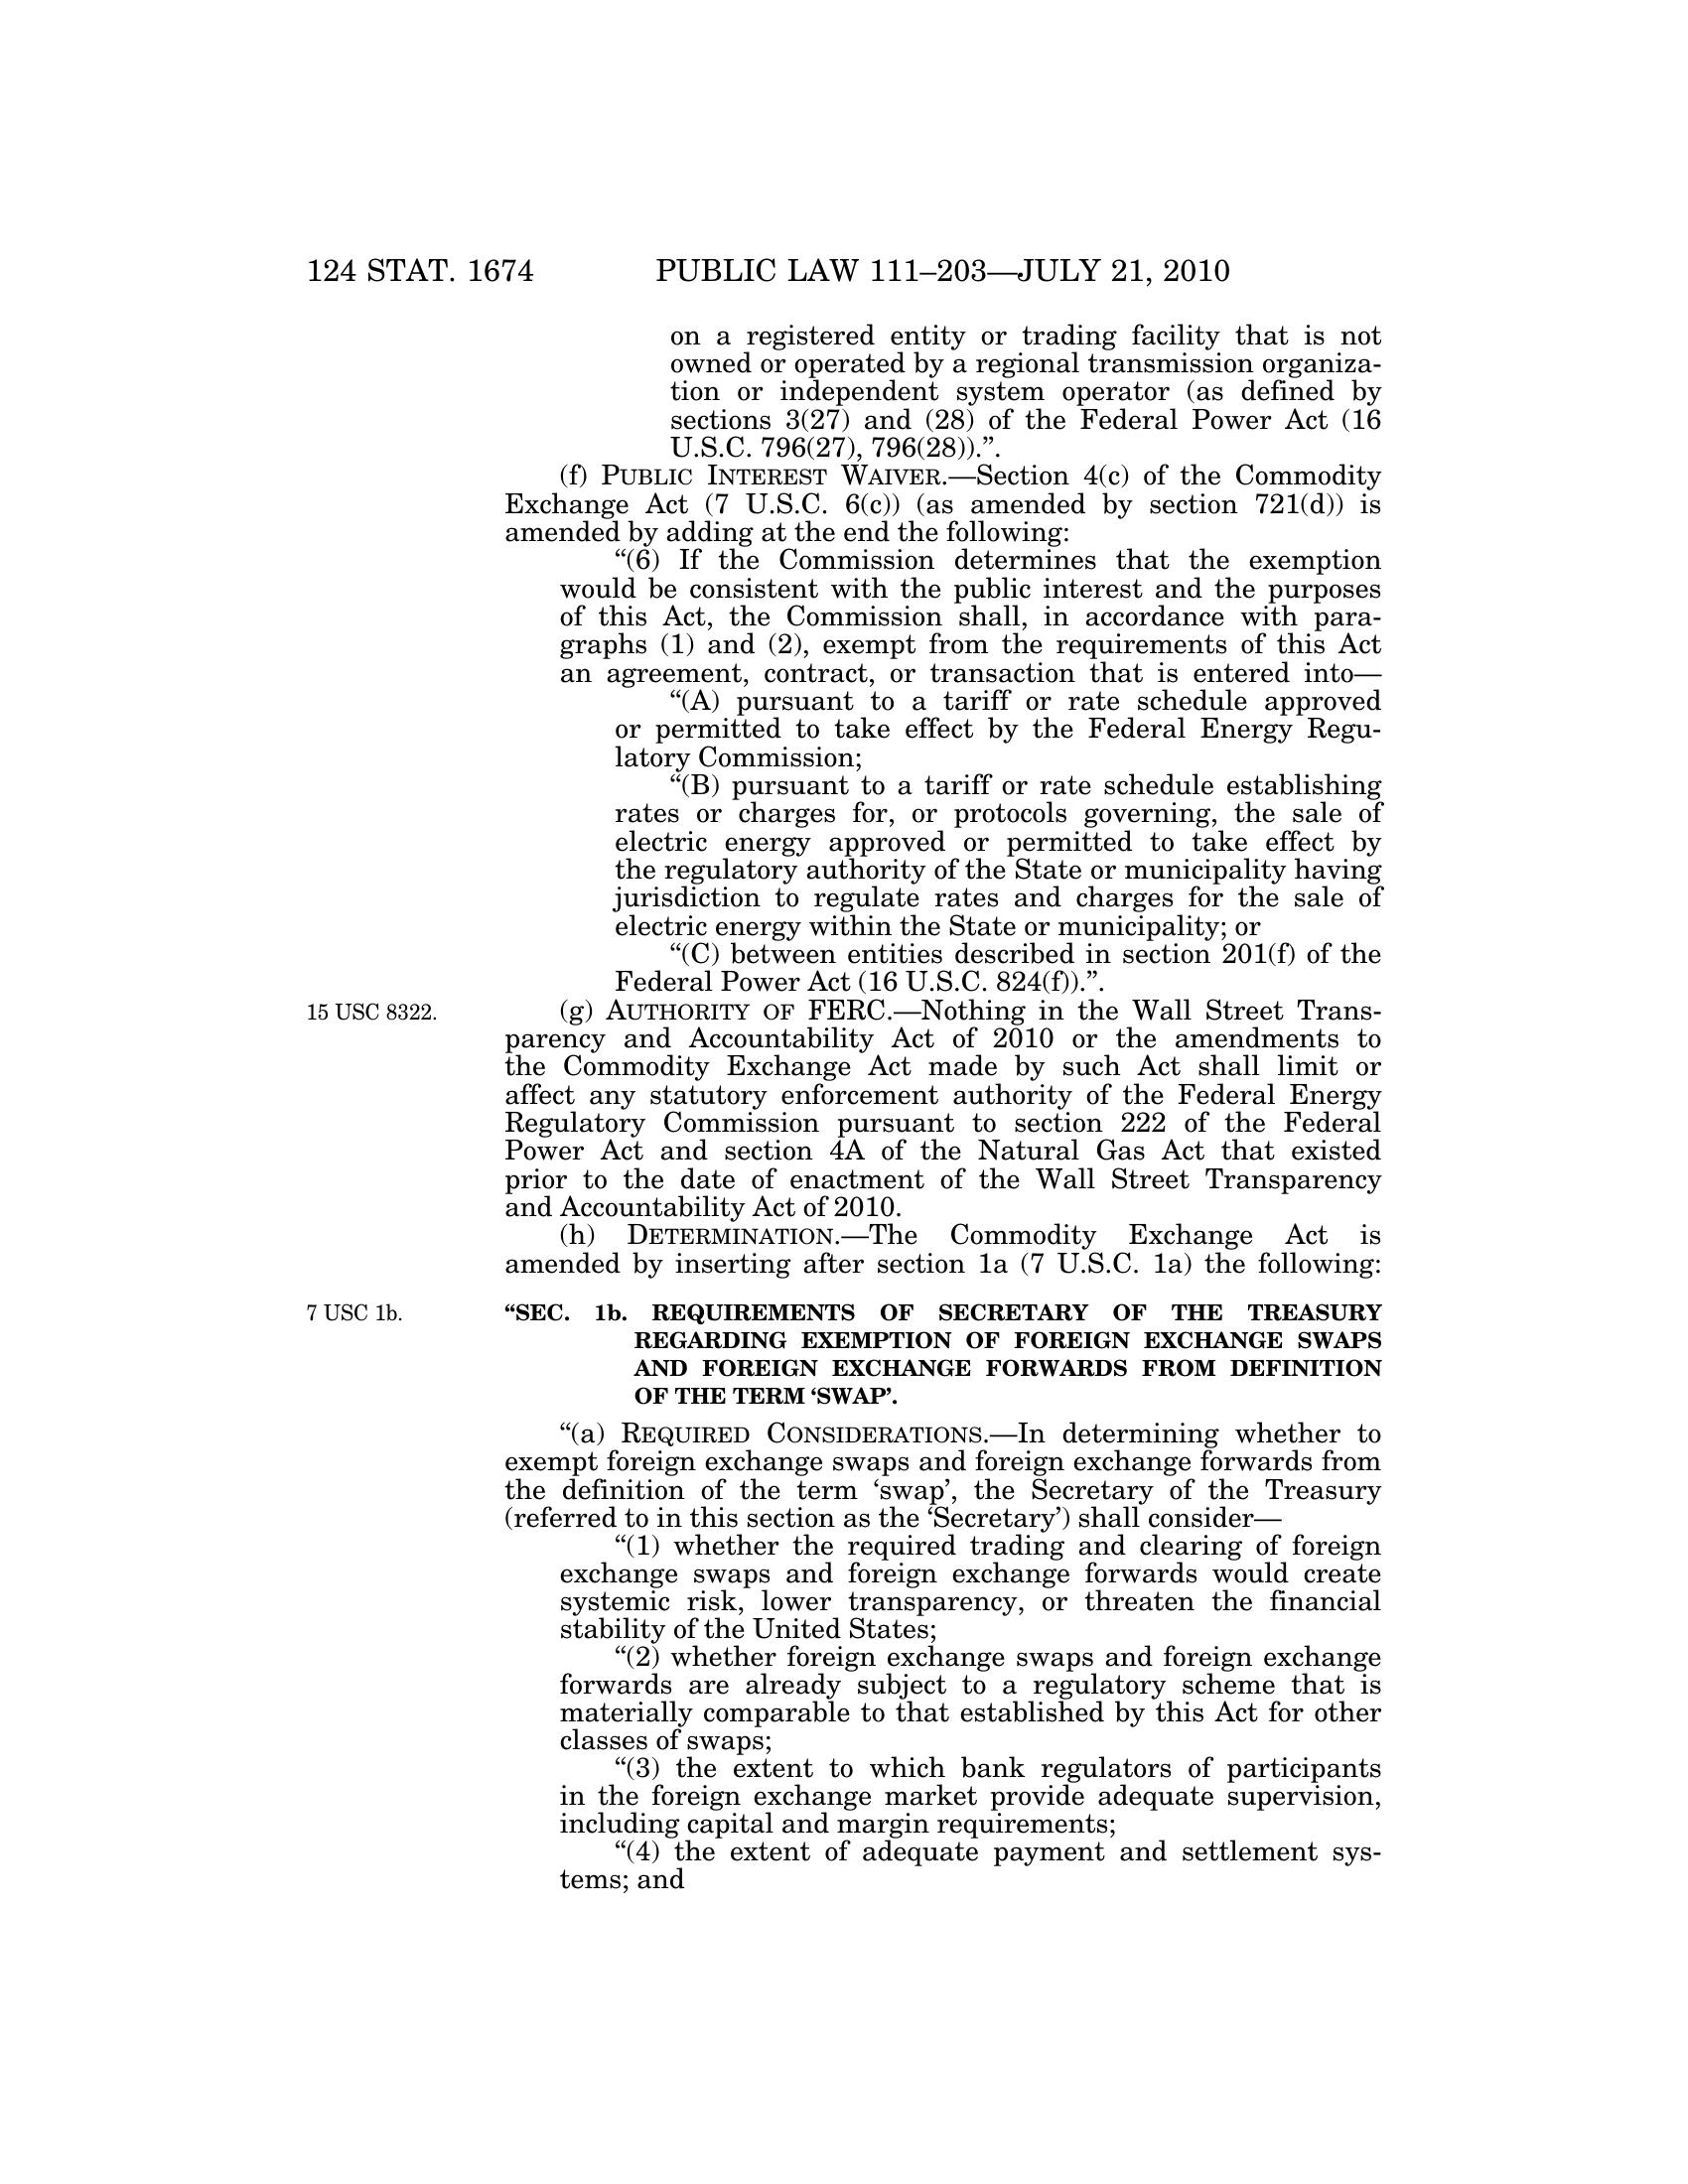 124 STAT. 1674 PUBLIC LAW 111–203—JULY 21, 2010
on a registered entity or trading facility that is not
owned or operated by a regional transmission organiza-
tion or independent system operator (as defined by
sections 3(27) and (28) of the Federal Power Act (16
U.S.C. 796(27), 796(28)).”.
(f) PUBLIC INTEREST WAIVER.—Section 4(c) of the Commodity
Exchange Act (7 U.S.C. 6(c)) (as amended by section 721(d)) is
amended by adding at the end the following:
“(6) If the Commission determines that the exemption
would be consistent with the public interest and the purposes
of this Act, the Commission shall, in accordance with para-
graphs (1) and (2), exempt from the requirements of this Act
an agreement, contract, or transaction that is entered into—
“(A) pursuant to a tariff or rate schedule approved
or permitted to take effect by the Federal Energy Regu-
latory Commission;
“(B) pursuant to a tariff or rate schedule establishing
rates or charges for, or protocols governing, the sale of
electric energy approved or permitted to take effect by
the regulatory authority of the State or municipality having
jurisdiction to regulate rates and charges for the sale of
electric energy within the State or municipality; or
“(C) between entities described in section 201(f) of the
Federal Power Act (16 U.S.C. 824(f)).”.
15 USC 8322.
(g) AUTHORITY OF FERC.—Nothing in the Wall Street Trans-
parency and Accountability Act of 2010 or the amendments to
the Commodity Exchange Act made by such Act shall limit or
affect any statutory enforcement authority of the Federal Energy
Regulatory Commission pursuant to section 222 of the Federal
Power Act and section 4A of the Natural Gas Act that existed
prior to the date of enactment of the Wall Street Transparency
and Accountability Act of 2010.
(h) DETERMINATION.—The Commodity Exchange Act is
amended by inserting after section 1a (7 U.S.C. 1a) the following:
7 USC 1b.
“SEC. 1b. REQUIREMENTS OF SECRETARY OF THE TREASURY
REGARDING EXEMPTION OF FOREIGN EXCHANGE SWAPS
AND FOREIGN EXCHANGE FORWARDS FROM DEFINITION
OF THE TERM ‘SWAP’.
“(a) REQUIRED CONSIDERATIONS.—In determining whether to
exempt foreign exchange swaps and foreign exchange forwards from
the definition of the term ‘swap’, the Secretary of the Treasury
(referred to in this section as the ‘Secretary’) shall consider—
“(1) whether the required trading and clearing of foreign
exchange swaps and foreign exchange forwards would create
systemic risk, lower transparency, or threaten the financial
stability of the United States;
“(2) whether foreign exchange swaps and foreign exchange
forwards are already subject to a regulatory scheme that is
materially comparable to that established by this Act for other
classes of swaps;
“(3) the extent to which bank regulators of participants
in the foreign exchange market provide adequate supervision,
including capital and margin requirements;
“(4) the extent of adequate payment and settlement sys-
tems; and